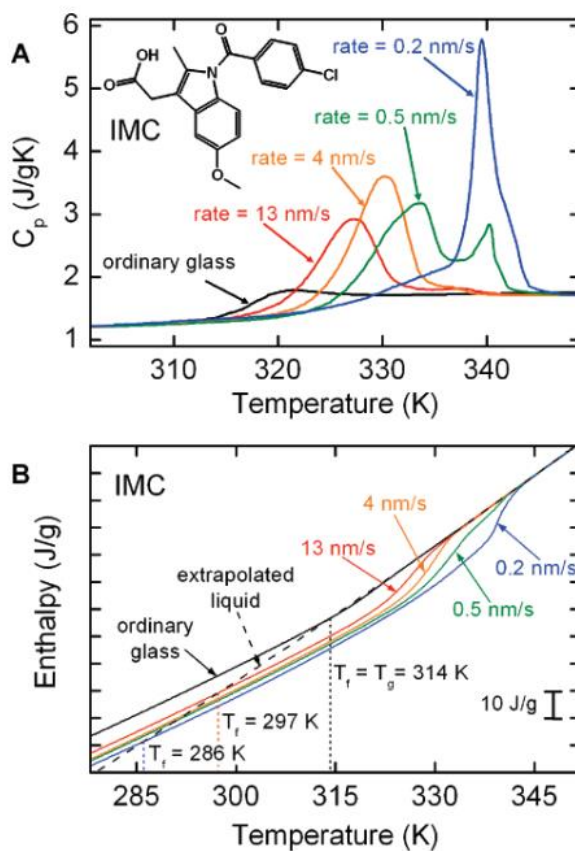 A
C_p (J/gK)
6
5
4
3
2
1
OH
O
O
N
Cl
O
IMC
rate = 0.2 nm/s
rate = 0.5 nm/s
rate = 4 nm/s
rate = 13 nm/s
ordinary glass
310 320 330 340
Temperature (K)
B
IMC
Enthalpy (J/g)
4 nm/s
13 nm/s
0.2 nm/s
0.5 nm/s
extrapolated
liquid
ordinary
glass
T_f = T_g = 314 K
T_f = 297 K
T_f = 286 K
10 J/g
285 300 315 330 345
Temperature (K)